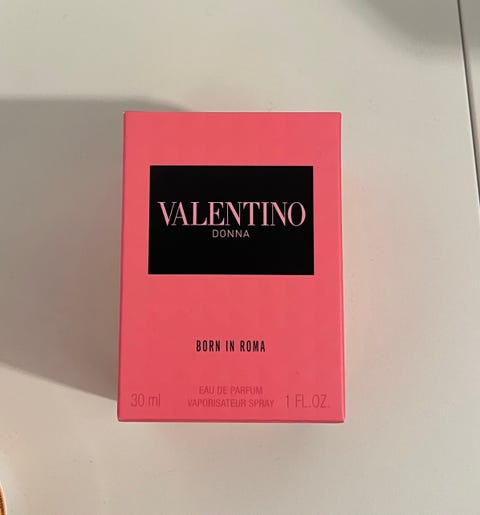 VALENTINO
DONNA
BORN IN ROMA
EAU DE PARFUM
30 ml VAPORISATEUR SPRAY 1 FL.OZ.